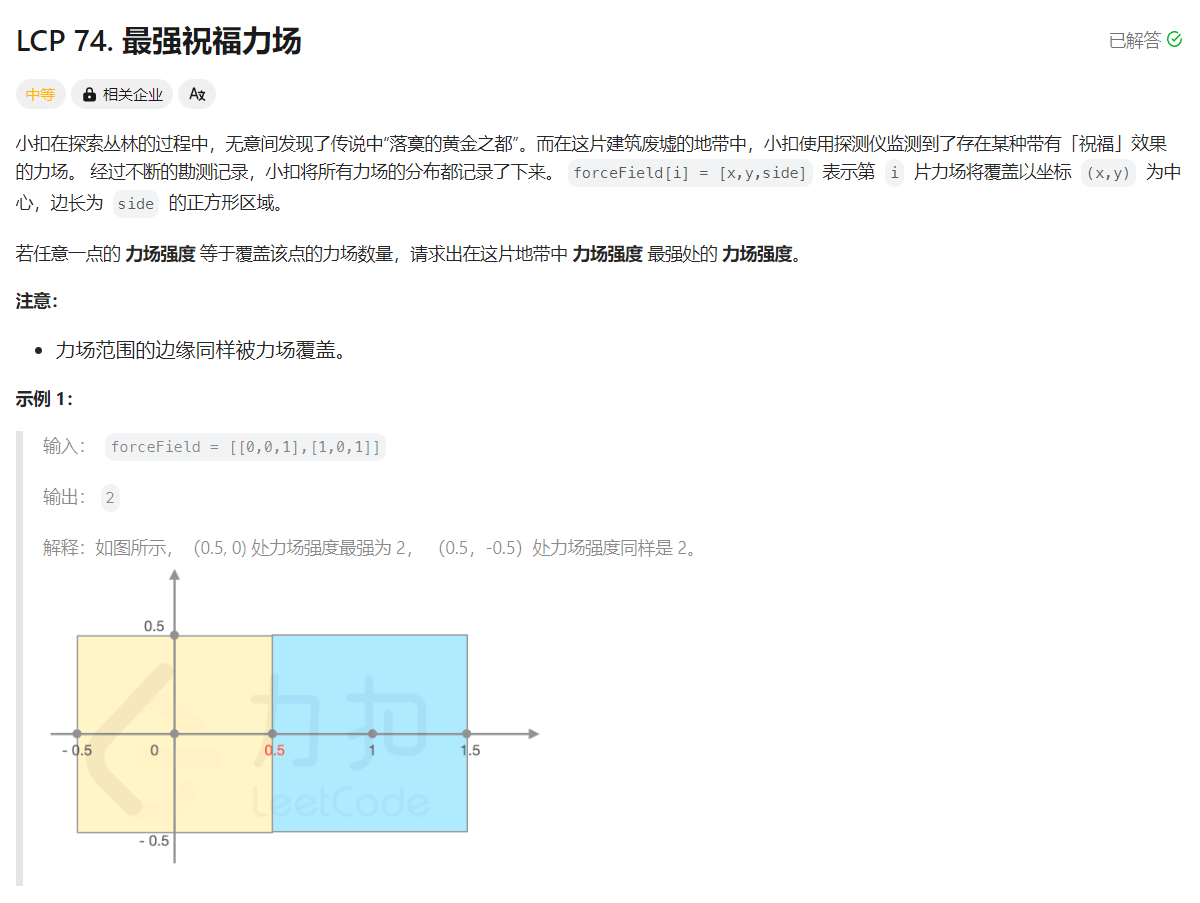 LCP 74. 最强祝福力场
已解答
中等
相关企业
小扣在探索丛林的过程中，无意间发现了传说中“落寞的黄金之都”。而在这片建筑废墟的地带中，小扣使用探测仪监测到了存在某种带有「祝福」效果
的力场。 经过不断的勘测记录，小扣将所有力场的分布都记录了下来。 forceField[i] = [x,y,side] 表示第 i 片力场将覆盖以坐标 (x,y) 为中
心，边长为 side 的正方形区域。
若任意一点的 力场强度 等于覆盖该点的力场数量，请求出在这片地带中 力场强度 最强处的 力场强度。
注意：
• 力场范围的边缘同样被力场覆盖。
示例 1：
输入： forceField = [[0,0,1],[1,0,1]]
输出： 2
解释：如图所示，（0.5, 0) 处力场强度最强为 2，（0.5，-0.5）处力场强度同样是 2。
0.5
力扣
- 0.5
0
0.5
1
1.5
LeetCode
- 0.5